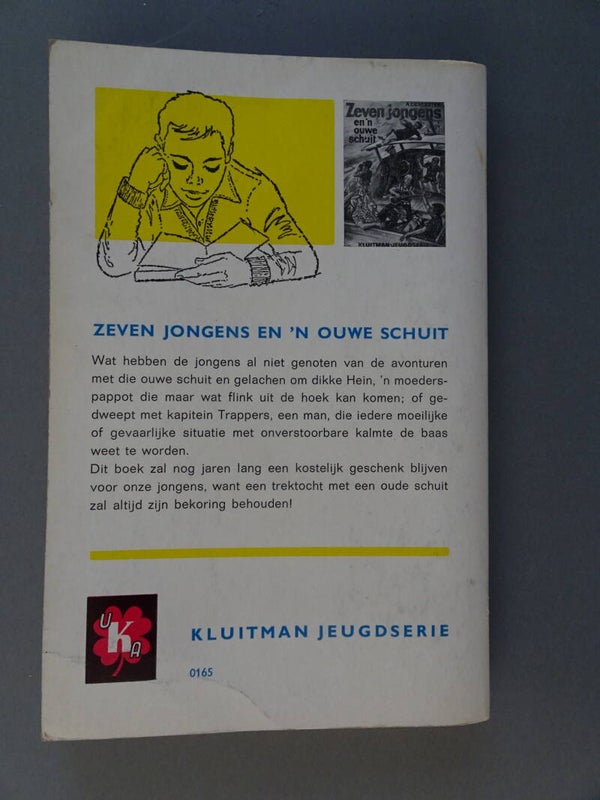 Zeven jongens
en 'n
ouwe
schuit
KLUITMAN JEUGDSERIE
ZEVEN JONGENS EN 'N OUWE SCHUIT
Wat hebben de jongens al niet genoten van de avonturen
met die ouwe schuit en gelachen om dikke Hein, 'n moeders-
pappot die maar wat flink uit de hoek kan komen; of ge-
dweept met kapitein Trappers, een man, die iedere moeilijke
of gevaarlijke situatie met onverstoorbare kalmte de baas
weet te worden.
Dit boek zal nog jaren lang een kostelijk geschenk blijven
voor onze jongens, want een trektocht met een oude schuit
zal altijd zijn bekoring behouden!
U K A
KLUITMAN JEUGDSERIE
0165